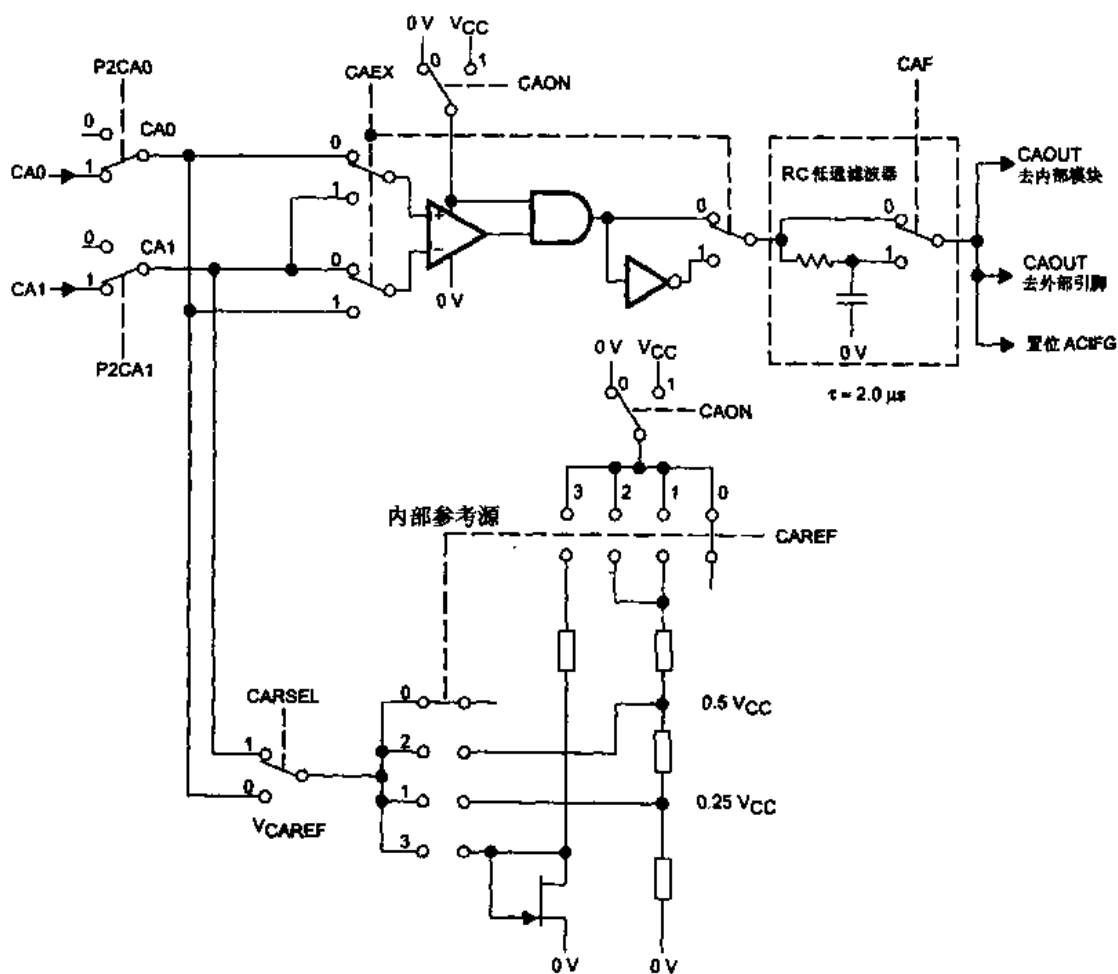 0 V VCC
P2CA0
CAEX
0 1
CAON
CAF
0
CA0
CA0
1
0
1
+
−
0 V
0
1
RC 低通滤波器
0
1
0 V
τ = 2.0 μs
CAOUT
去内部模块
CAOUT
去外部引脚
置位 ACIFG
0
CA1
CA1
1
0
1
P2CA1
0 V VCC
0 1
CAON
3 2 1 0
内部参考源
CAREF
CARSEL
1
0
VCAREF
0
2
1
3
0.5 VCC
0.25 VCC
0 V
0 V